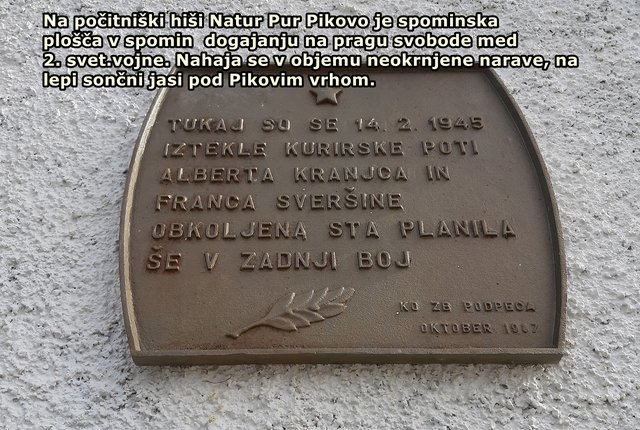 Na počitniški hiši Natur Pur Pikovo je spominska
plošča v spomin dogajanju na pragu svobode med
2. svet.vojne. Nahaja se v objemu neokrnjene narave, na
lepi sončni jasi pod Pikovim vrhom.
TUKAJ SO SE 14. 2. 1945
IZTEKLE KURIRSKE POTI
ALBERTA KRANJCA IN
FRANCA SVERŠINE
OBKOLJENA STA PLANILA
ŠE V ZADNJI BOJ
KO ZB PODPECA
OKTOBER 1987